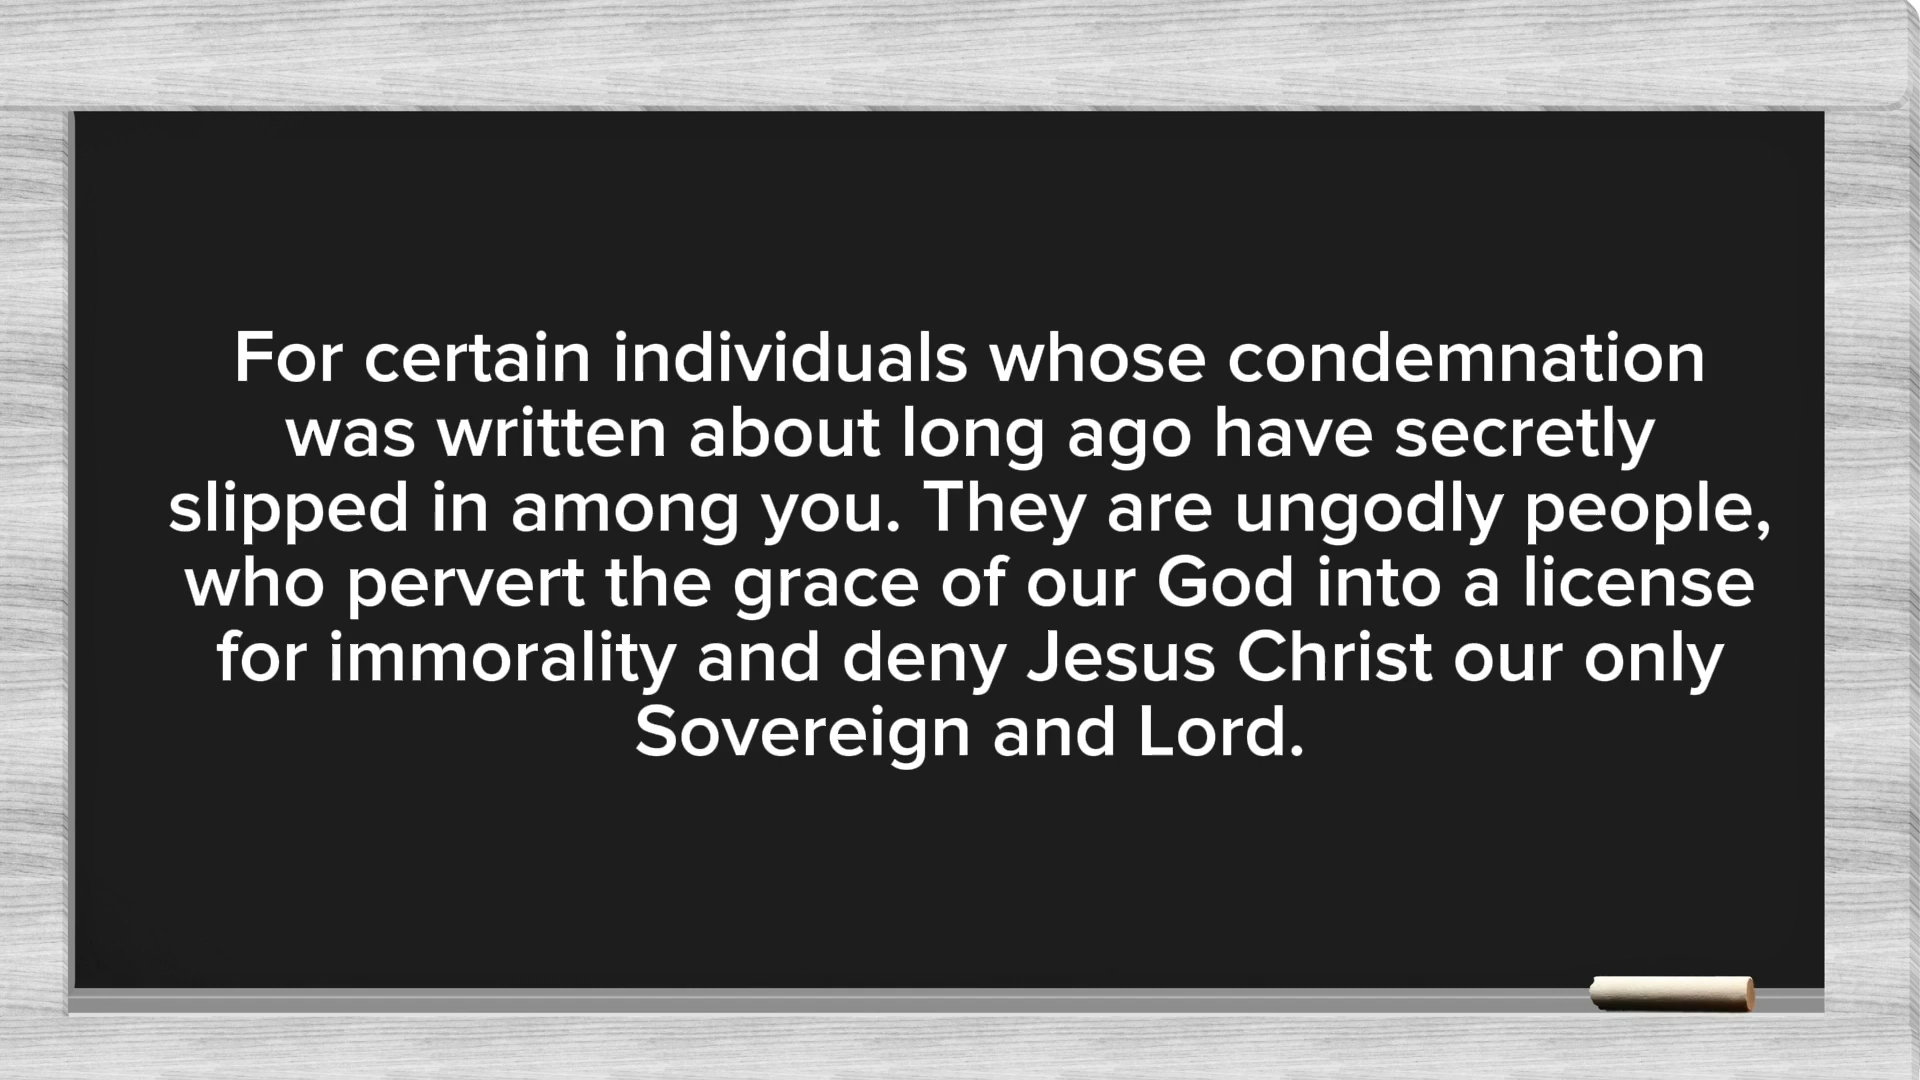 For certain individuals whose condemnation
was written about long ago have secretly
slipped in among you. They are ungodly people,
who pervert the grace of our God into a license
for immorality and deny Jesus Christ our only
Sovereign and Lord.